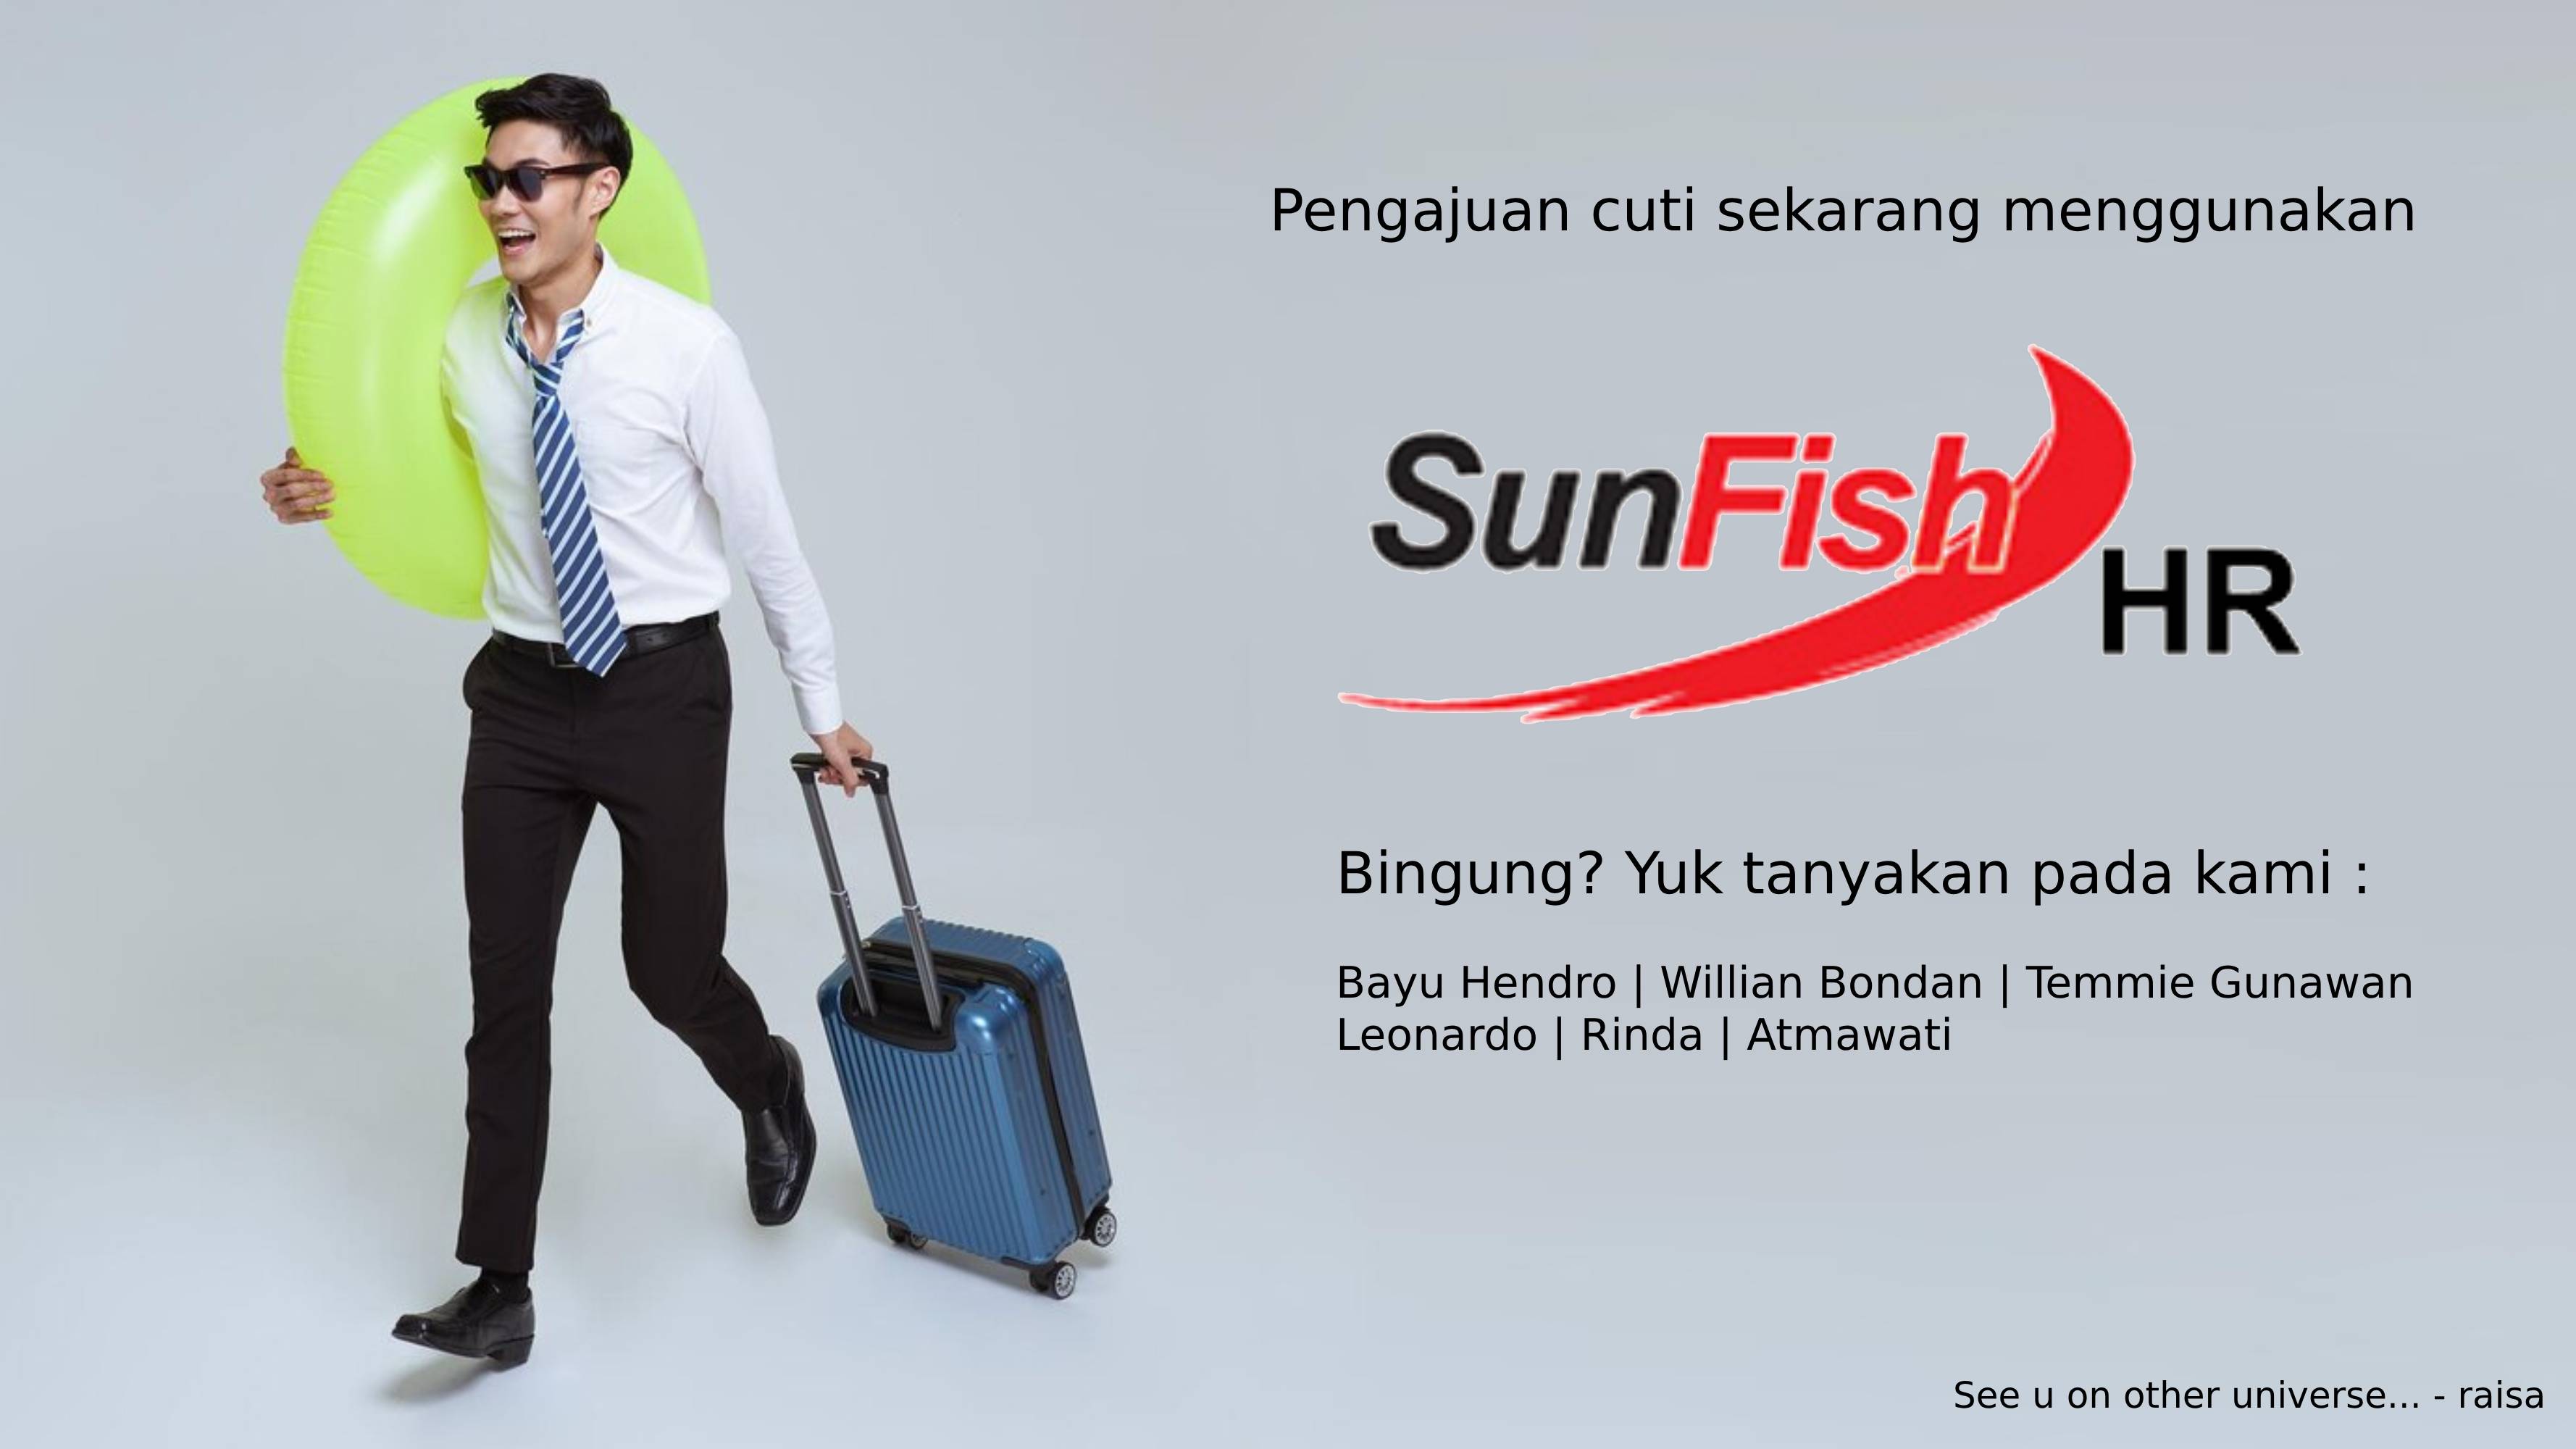 Pengajuan cuti sekarang menggunakan
SunFish
HR
Bingung? Yuk tanyakan pada kami :
Bayu Hendro | Willian Bondan | Temmie Gunawan
Leonardo | Rinda | Atmawati
See u on other universe... - raisa